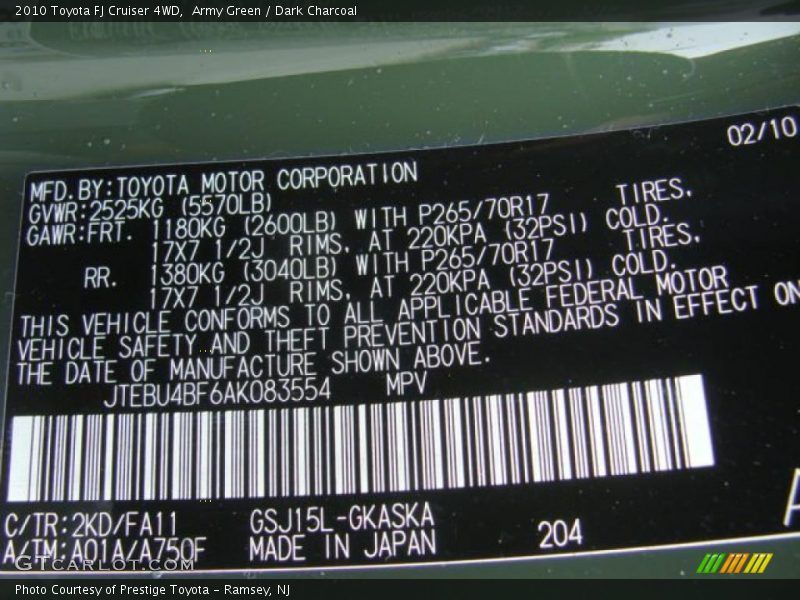 2010 Toyota FJ Cruiser 4WD, Army Green / Dark Charcoal
02/10
MFD.BY:TOYOTA MOTOR CORPORATION
GVWR:2525KG (5570LB)
GAWR:FRT. 1180KG (2600LB) WITH P265/70R17 TIRES.
17X7 1/2J RIMS. AT 220KPA (32PSI) COLD.
RR. 1380KG (3040LB) WITH P265/70R17 TIRES.
17X7 1/2J RIMS. AT 220KPA (32PSI) COLD.
THIS VEHICLE CONFORMS TO ALL APPLICABLE FEDERAL MOTOR
VEHICLE SAFETY AND THEFT PREVENTION STANDARDS IN EFFECT ON
THE DATE OF MANUFACTURE SHOWN ABOVE.
JTEBU4BF6AK083554 MPV
C/TR:2KD/FA11 GSJ15L-GKASKA
A/TM:A01A/A750F MADE IN JAPAN 204
A
GTCARLOT.COM
Photo Courtesy of Prestige Toyota - Ramsey, NJ